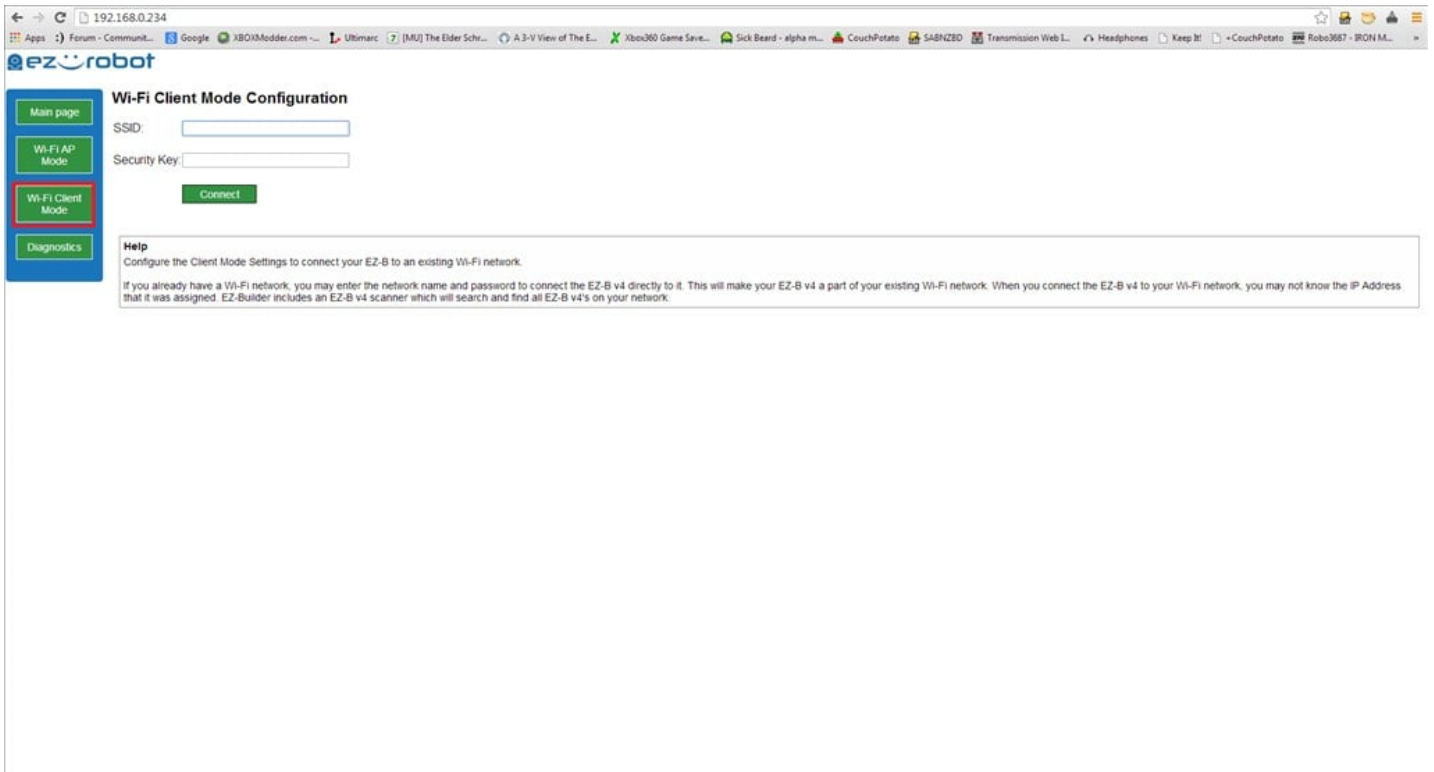 192.168.0.234
Apps :) Forum - Communit... Google XBOXModder.com -... Ultimarc [MU] The Elder Schr... A 3-V View of The E... Xbox360 Game Save... Sick Beard - alpha m... CouchPotato SABNZBD Transmission Web I... Headphones Keep It! +CouchPotato Robo3687 - IRON M... »
ez robot
Main page
Wi-Fi AP
Mode
Wi-Fi Client
Mode
Diagnostics
Wi-Fi Client Mode Configuration
SSID:
Security Key:
Connect
Help
Configure the Client Mode Settings to connect your EZ-B to an existing Wi-Fi network.
If you already have a Wi-Fi network, you may enter the network name and password to connect the EZ-B v4 directly to it. This will make your EZ-B v4 a part of your existing Wi-Fi network. When you connect the EZ-B v4 to your Wi-Fi network, you may not know the IP Address
that it was assigned. EZ-Builder includes an EZ-B v4 scanner which will search and find all EZ-B v4's on your network.